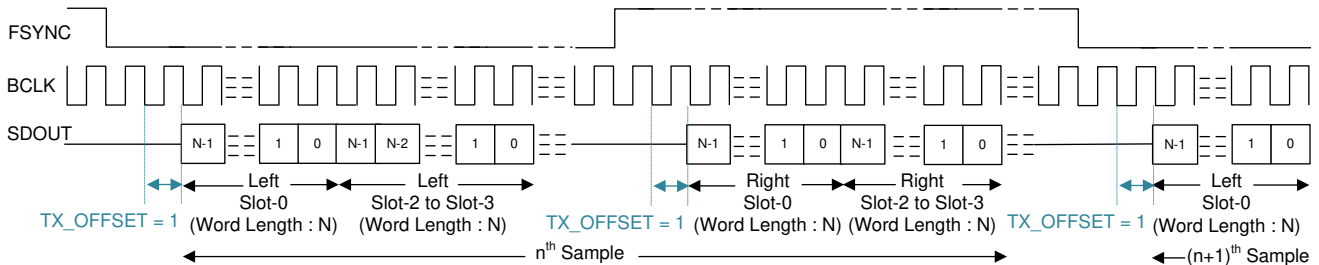 FSYNC
BCLK
SDOUT
N-1 1 0 N-1 N-2 1 0 N-1 1 0 N-1 1 0 N-1 1 0
Left Left Right Right Left
Slot-0 Slot-2 to Slot-3 Slot-0 Slot-2 to Slot-3 Slot-0
TX_OFFSET = 1 (Word Length : N) (Word Length : N) TX_OFFSET = 1 (Word Length : N) (Word Length : N) TX_OFFSET = 1 (Word Length : N)
nth Sample (n+1)th Sample